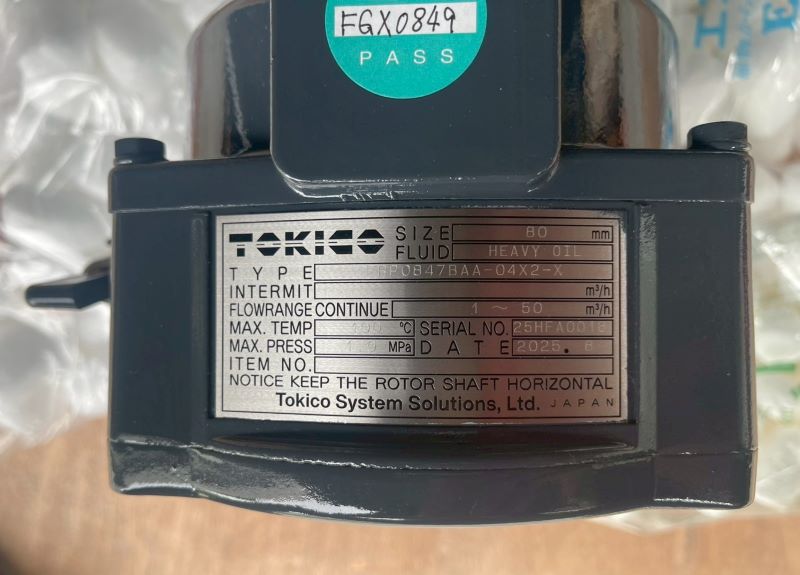 FGX0849
PASS
TOKICO
SIZE 80 mm
FLUID HEAVY OIL
TYPE
INTERMIT m³/h
FLOWRANGE CONTINUE 1 ~ 50 m³/h
MAX. TEMP °C SERIAL NO.
MAX. PRESS MPa DATE 2025. 8
ITEM NO.
NOTICE KEEP THE ROTOR SHAFT HORIZONTAL
Tokico System Solutions, Ltd. JAPAN